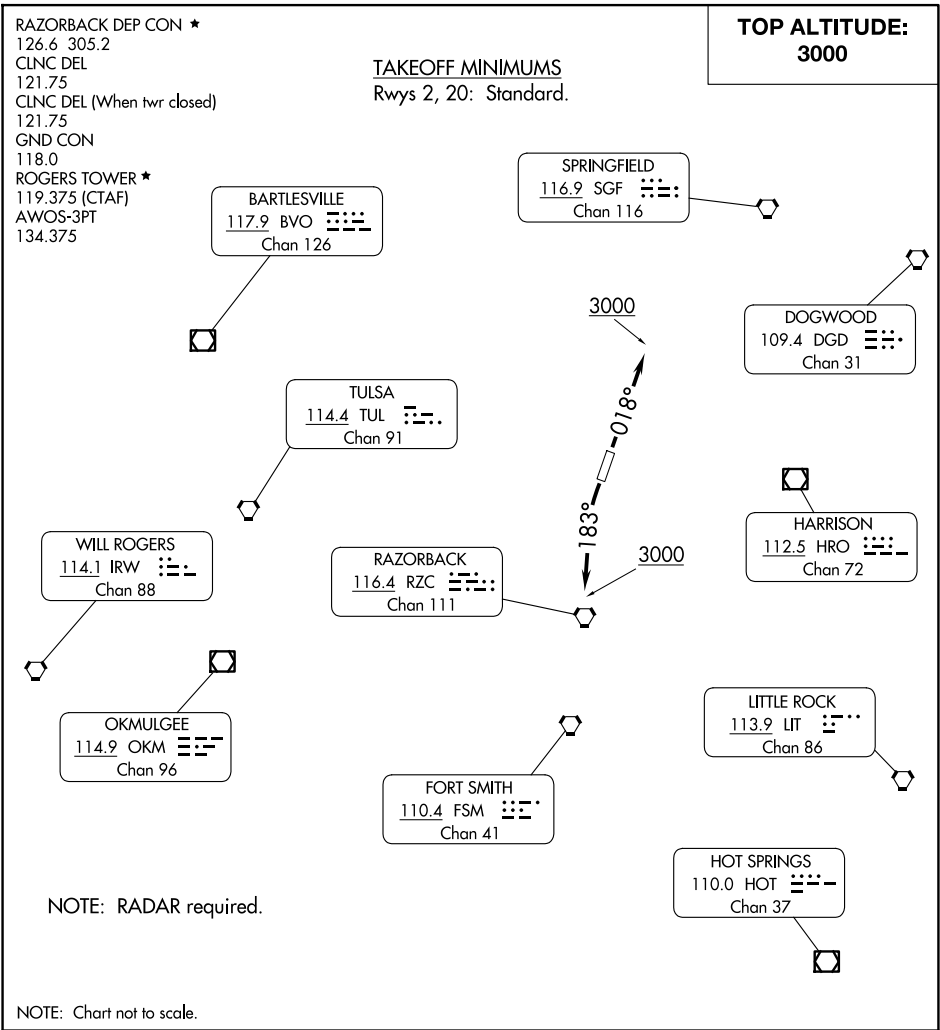 RAZORBACK DEP CON ★
126.6 305.2
CLNC DEL
121.75
CLNC DEL (When twr closed)
121.75
GND CON
118.0
ROGERS TOWER ★
119.375 (CTAF)
AWOS-3PT
134.375
TAKEOFF MINIMUMS
Rwys 2, 20: Standard.
TOP ALTITUDE:
3000
SPRINGFIELD
116.9 SGF
Chan 116
BARTLESVILLE
117.9 BVO
Chan 126
3000
DOGWOOD
109.4 DGD
Chan 31
TULSA
114.4 TUL
Chan 91
018°
183°
HARRISON
112.5 HRO
Chan 72
WILL ROGERS
114.1 IRW
Chan 88
RAZORBACK
116.4 RZC
Chan 111
3000
OKMULGEE
114.9 OKM
Chan 96
LITTLE ROCK
113.9 LIT
Chan 86
FORT SMITH
110.4 FSM
Chan 41
HOT SPRINGS
110.0 HOT
Chan 37
NOTE: RADAR required.
NOTE: Chart not to scale.